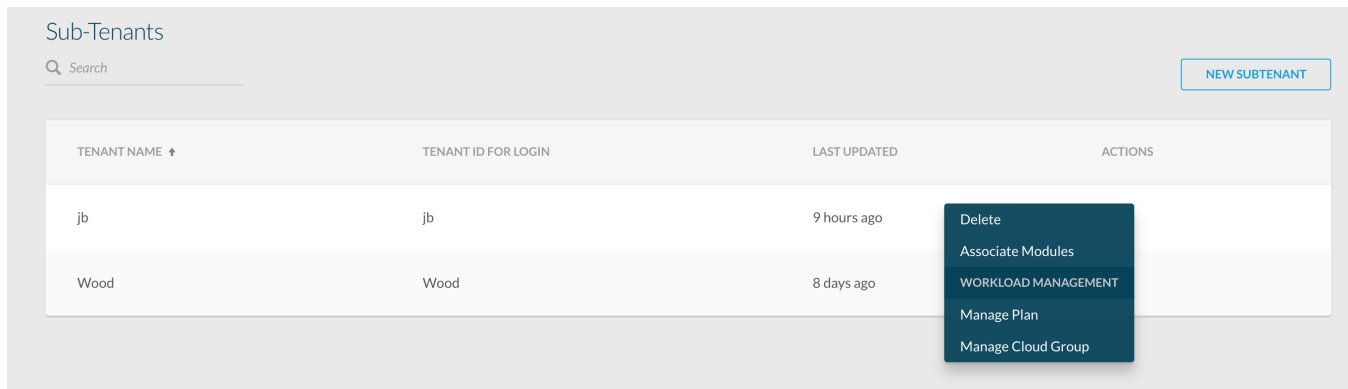 Sub-Tenants
Search
NEW SUBTENANT
TENANT NAME TENANT ID FOR LOGIN LAST UPDATED ACTIONS
jb jb 9 hours ago
Wood Wood 8 days ago
Delete
Associate Modules
WORKLOAD MANAGEMENT
Manage Plan
Manage Cloud Group